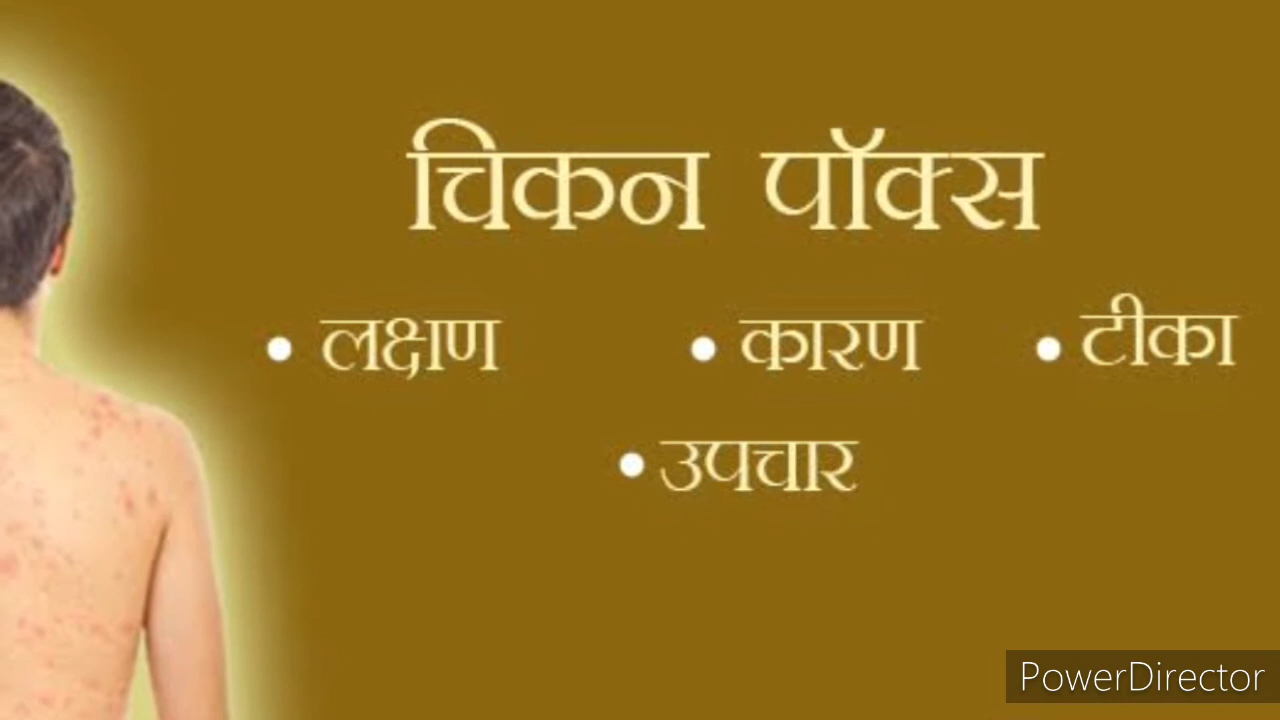 चिकन पॉक्स
• लक्षण • कारण • टीका
• उपचार
PowerDirector